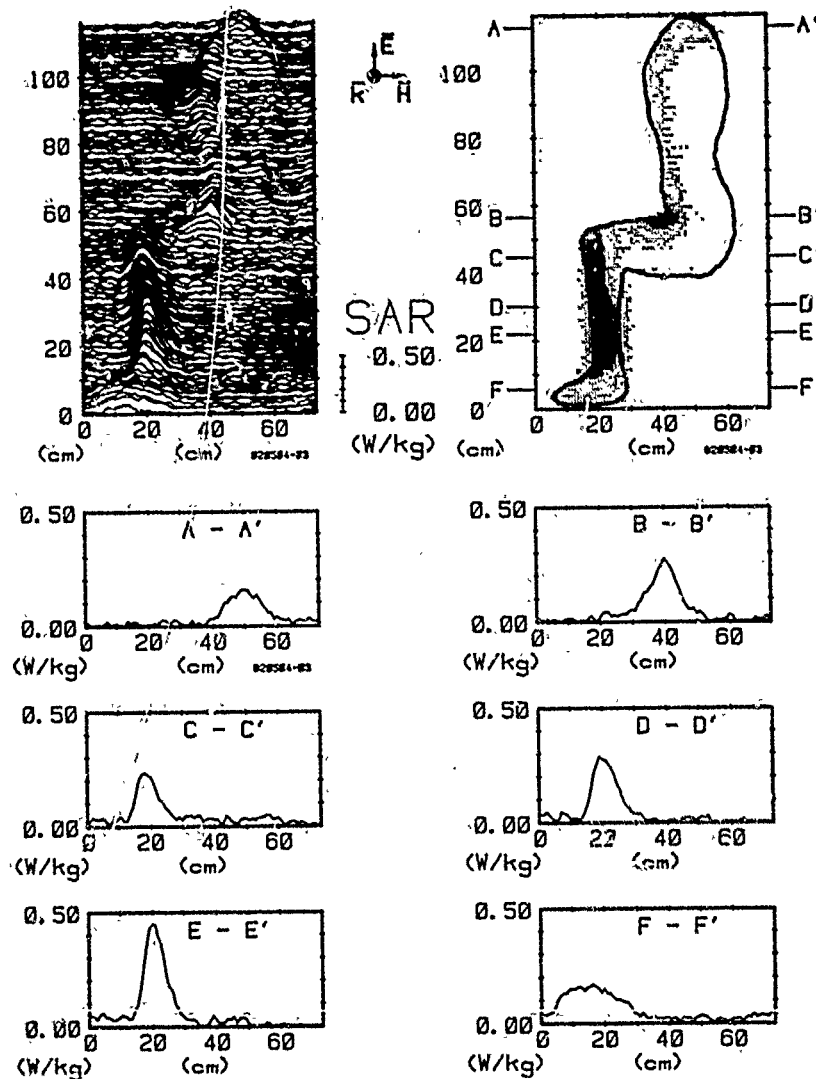 100
80
60
40
20
0
0 20 40 60
(cm) (cm)
E
K H
SAR
0.50
0.00
(W/kg)
A A'
B B'
C C'
D D'
E E'
F F'
100
80
60
40
20
0
0 20 40 60
(cm) (cm)
0.50
A - A'
0.00
0 20 40 60
(W/kg) (cm)
0.50
B - B'
0.00
0 20 40 60
(W/kg) (cm)
0.50
C - C'
0.00
0 20 40 60
(W/kg) (cm)
0.50
D - D'
0.00
0 22 40 60
(W/kg) (cm)
0.50
E - E'
0.00
0 20 40 60
(W/kg) (cm)
0.50
F - F'
0.00
0 20 40 60
(W/kg) (cm)